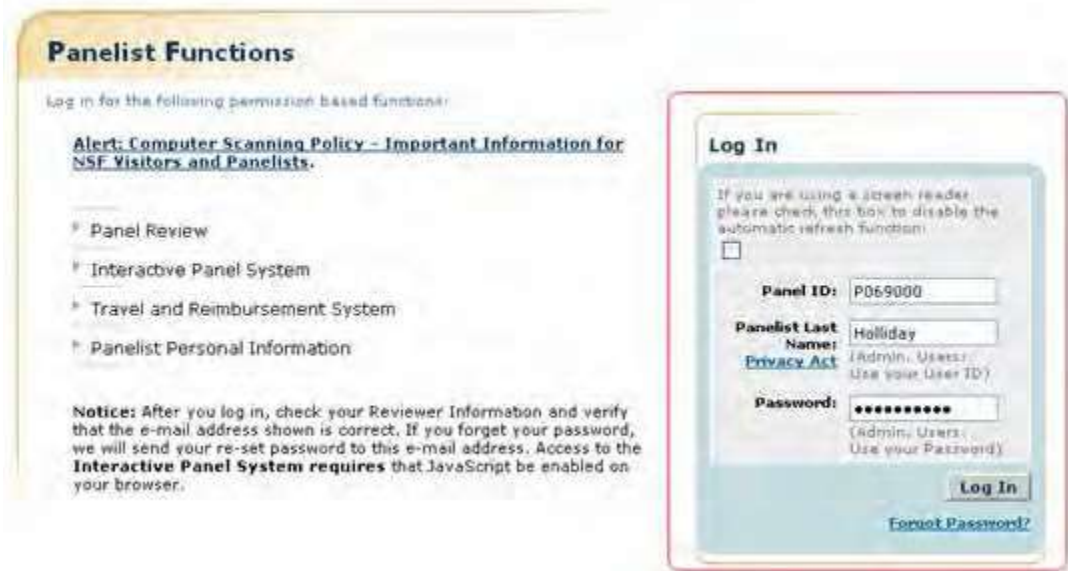 Panelist Functions
Log in for the following permission based functions:
Alert: Computer Scanning Policy - Important Information for
NSF Visitors and Panelists.
Panel Review
Interactive Panel System
Travel and Reimbursement System
Panelist Personal Information
Notice: After you log in, check your Reviewer Information and verify
that the e-mail address shown is correct. If you forget your password,
we will send your re-set password to this e-mail address. Access to the
Interactive Panel System requires that JavaScript be enabled on
your browser.
Log In
If you are using a screen reader
please check this box to disable the
automatic refresh function:
Panel ID: P069000
Panelist Last Name: Holliday
Privacy Act (Admin. Users: Use your User ID)
Password: ••••••••••
(Admin. Users: Use your Password)
Log In
Forgot Password?